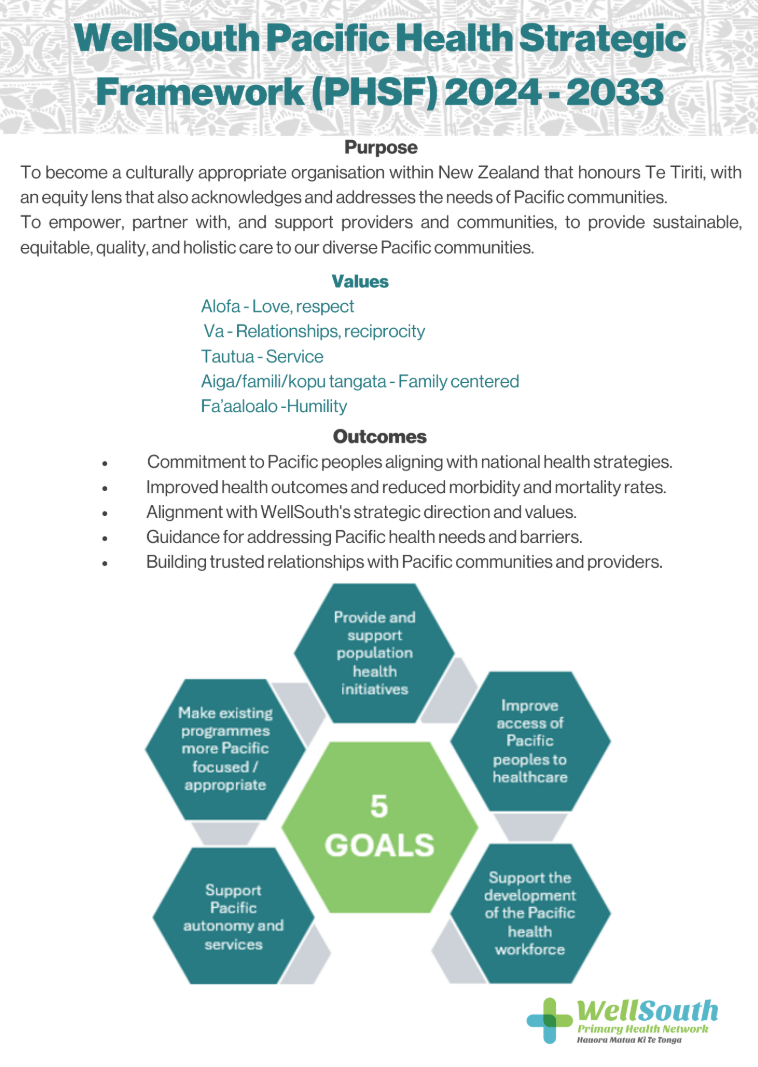 WellSouth Pacific Health Strategic
Framework (PHSF) 2024 - 2033
Purpose
To become a culturally appropriate organisation within New Zealand that honours Te Tiriti, with
an equity lens that also acknowledges and addresses the needs of Pacific communities.
To empower, partner with, and support providers and communities, to provide sustainable,
equitable, quality, and holistic care to our diverse Pacific communities.
Values
Alofa - Love, respect
Va - Relationships, reciprocity
Tautua - Service
Aiga/famili/kopu tangata - Family centered
Fa'aaloalo -Humility
Outcomes
• Commitment to Pacific peoples aligning with national health strategies.
• Improved health outcomes and reduced morbidity and mortality rates.
• Alignment with WellSouth's strategic direction and values.
• Guidance for addressing Pacific health needs and barriers.
• Building trusted relationships with Pacific communities and providers.
Provide and
support
population
health
initiatives
Improve
access of
Pacific
peoples to
healthcare
Support the
development
of the Pacific
health
workforce
Support
Pacific
autonomy and
services
Make existing
programmes
more Pacific
focused /
appropriate
5
GOALS
WellSouth
Primary Health Network
Hauora Matua Ki Te Tonga